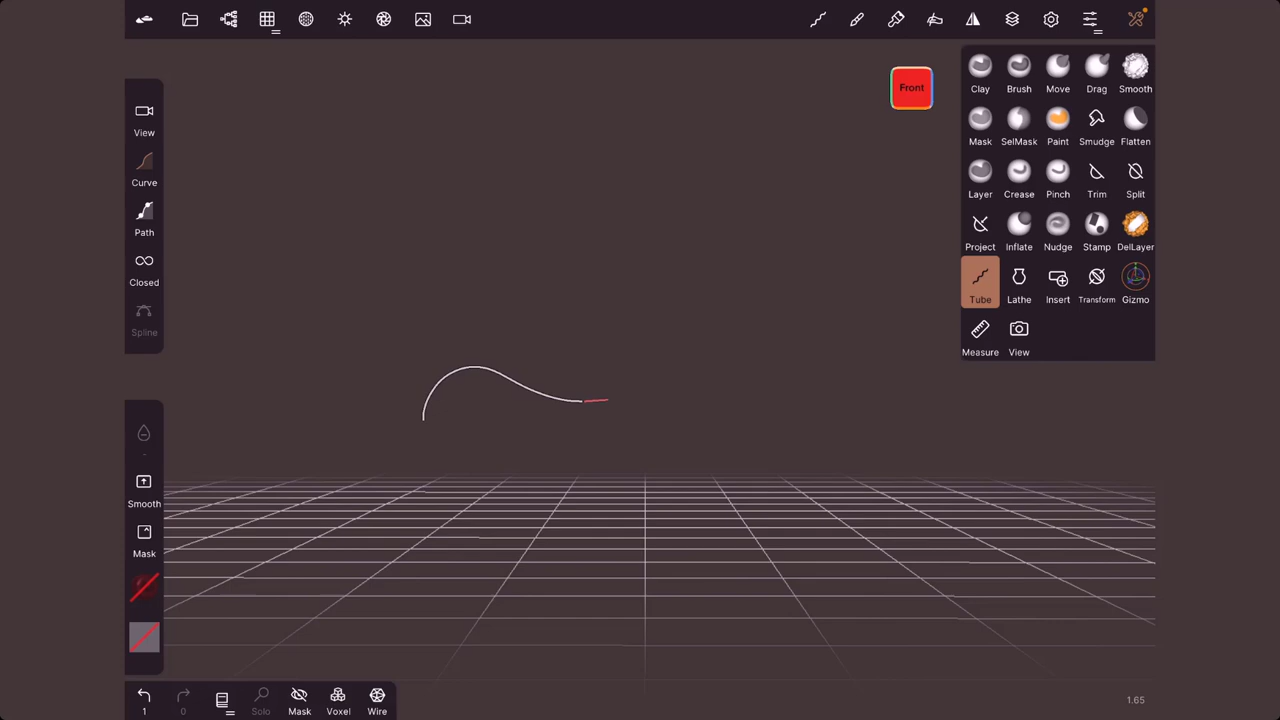 Front
View
Curve
Path
Closed
Spline
Smooth
Mask
Clay Brush Move Drag Smooth
Mask SelMask Paint Smudge Flatten
Layer Crease Pinch Trim Split
Project Inflate Nudge Stamp DelLayer
Tube Lathe Insert Transform Gizmo
Measure View
1 0 Solo Mask Voxel Wire
1.65